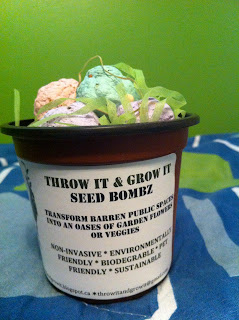 THROW IT & GROW IT
SEED BOMBZ
TRANSFORM BARREN PUBLIC SPACES
INTO AN OASES OF GARDEN FLOWERS
OR VEGGIES
NON-INVASIVE * ENVIRONMENTALLY
FRIENDLY * BIODEGRABLE * PET
FRIENDLY * SUSTAINABLE